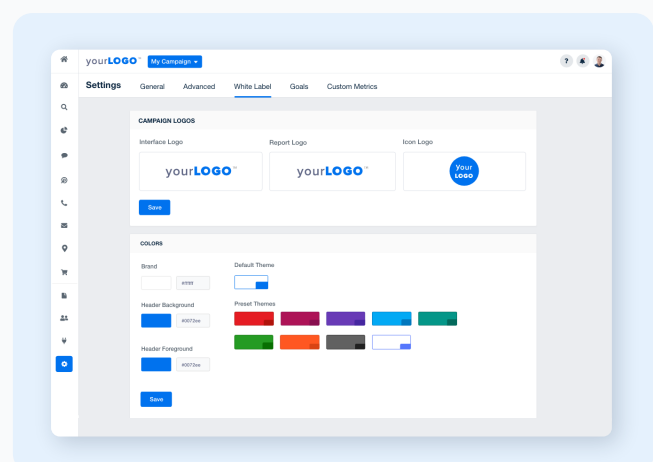 yourLOGO™ My Campaign ?
Settings General Advanced White Label Goals Custom Metrics
CAMPAIGN LOGOS
Interface Logo Report Logo Icon Logo
yourLOGO™ yourLOGO™ your
LOGO
Save
COLORS
Brand Default Theme
#ffffff
Header Background Preset Themes
#0072ee
Header Foreground
#0072ee
Save